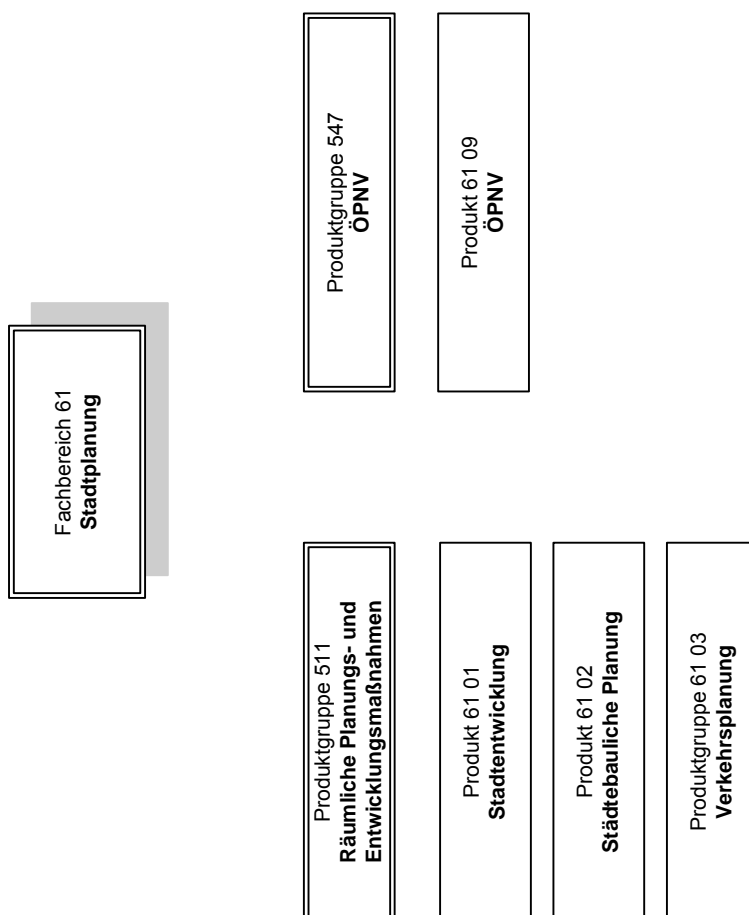 Fachbereich 61
Stadtplanung
Produktgruppe 511
Räumliche Planungs- und
Entwicklungsmaßnahmen
Produkt 61 01
Stadtentwicklung
Produkt 61 02
Städtebauliche Planung
Produktgruppe 61 03
Verkehrsplanung
Produktgruppe 547
ÖPNV
Produkt 61 09
ÖPNV